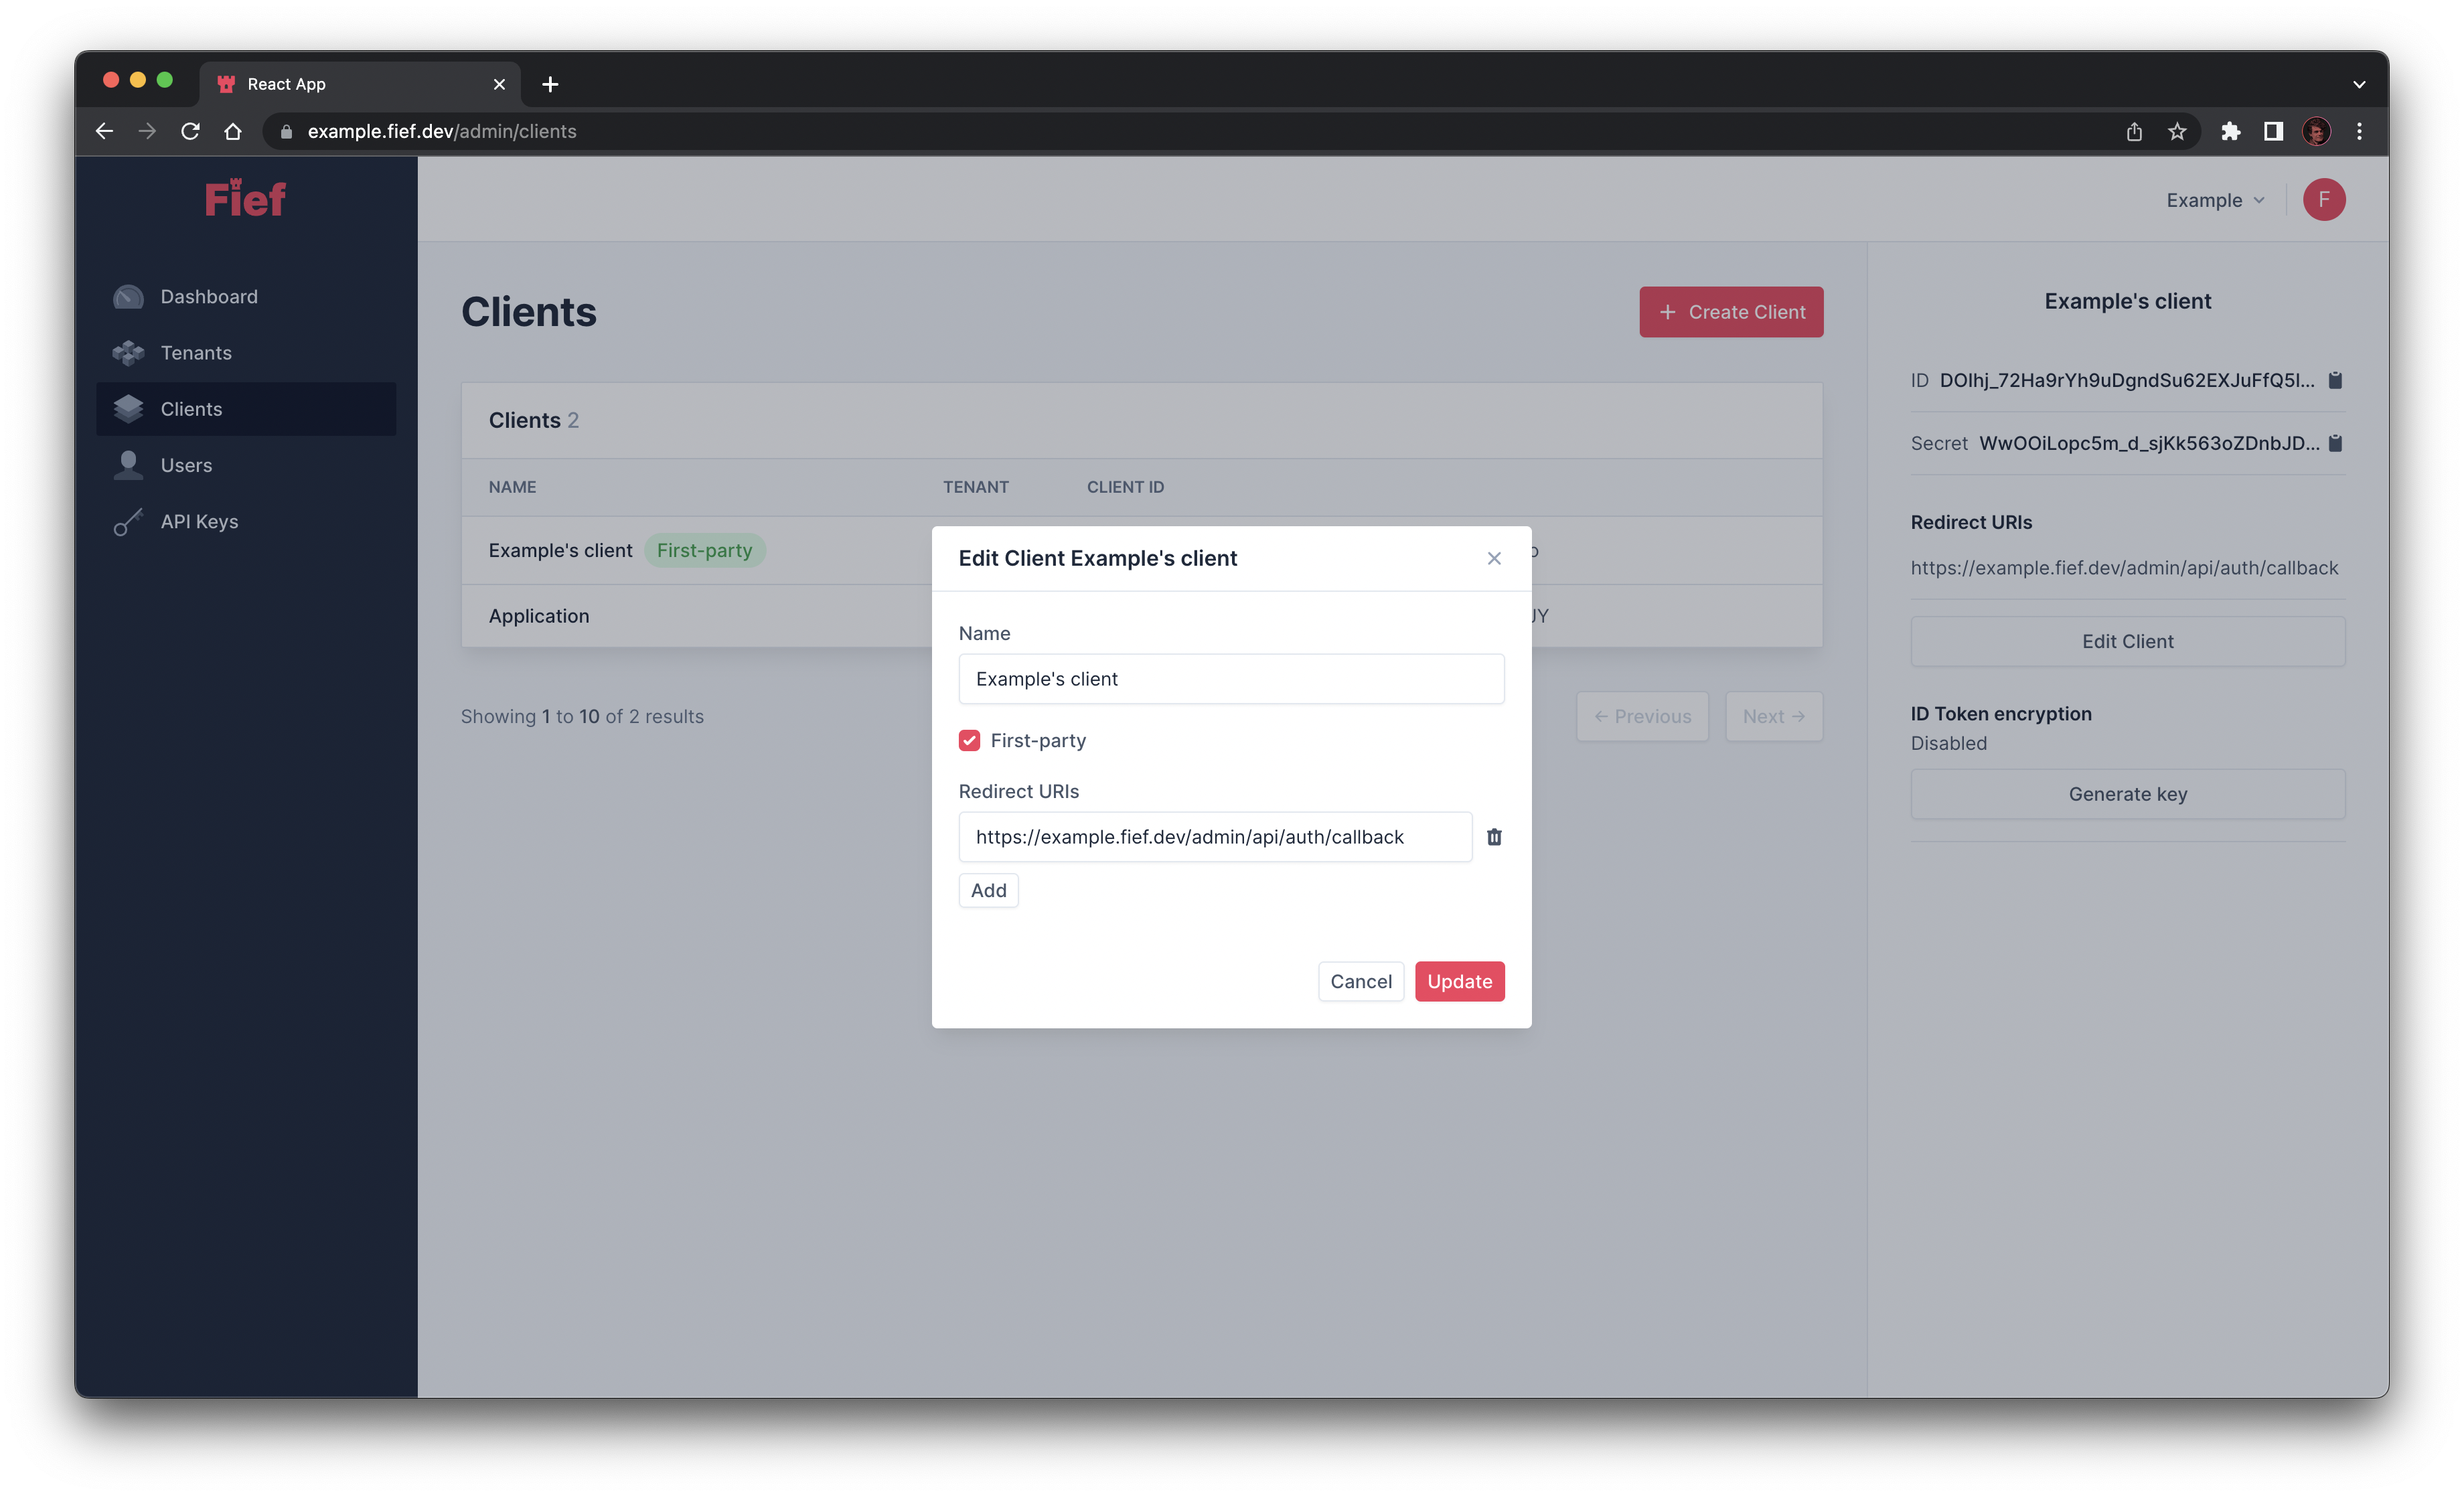 React App
example.fief.dev/admin/clients
Fief
Example
F
Dashboard
Tenants
Clients
Users
API Keys
Clients
Create Client
Clients 2
NAME TENANT CLIENT ID
Example's client First-party
Application
Showing 1 to 10 of 2 results
← Previous
Next →
Edit Client Example's client
Name
Example's client
First-party
Redirect URIs
https://example.fief.dev/admin/api/auth/callback
Add
Cancel
Update
Example's client
ID DOIhj_72Ha9rYh9uDgndSu62EXJuFfQ5I...
Secret WwOOiLopc5m_d_sjKk563oZDnbJD...
Redirect URIs
https://example.fief.dev/admin/api/auth/callback
Edit Client
ID Token encryption
Disabled
Generate key